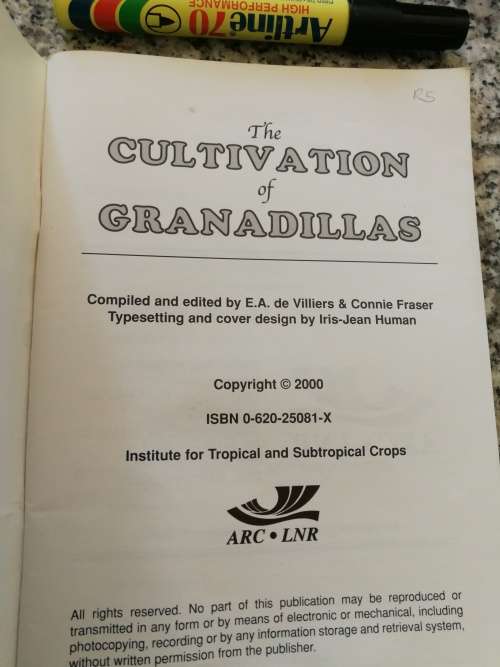 Artline 70
HIGH PERFORMANCE
R5
The
CULTIVATION
of
GRANADILLAS
Compiled and edited by E.A. de Villiers & Connie Fraser
Typesetting and cover design by Iris-Jean Human
Copyright © 2000
ISBN 0-620-25081-X
Institute for Tropical and Subtropical Crops
ARC • LNR
All rights reserved. No part of this publication may be reproduced or
transmitted in any form or by means of electronic or mechanical, including
photocopying, recording or by any information storage and retrieval system,
without written permission from the publisher.